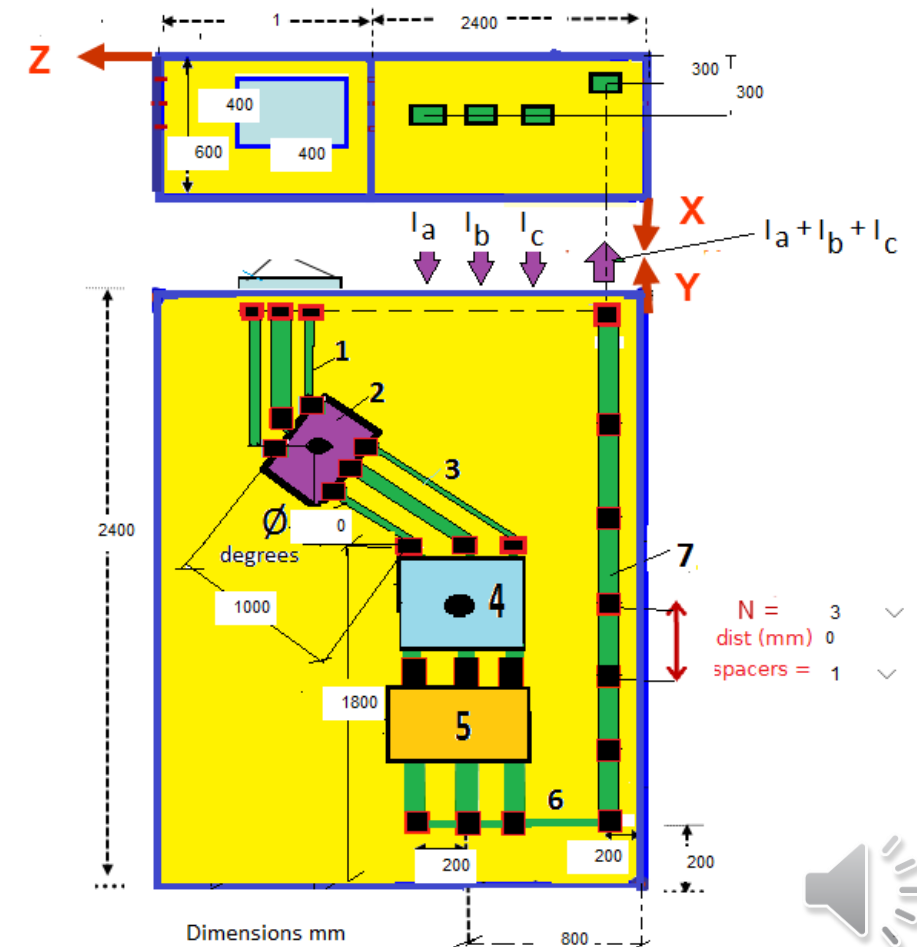 1
2400
Z
300 T
300
400
600
400
X
Ia
Ib
Ic
Ia + Ib + Ic
Y
1
2
3
Ø
0
degrees
2400
4
7
1000
N = 3
dist (mm) 0
spacers = 1
1800
5
6
200
200
200
Dimensions mm
800